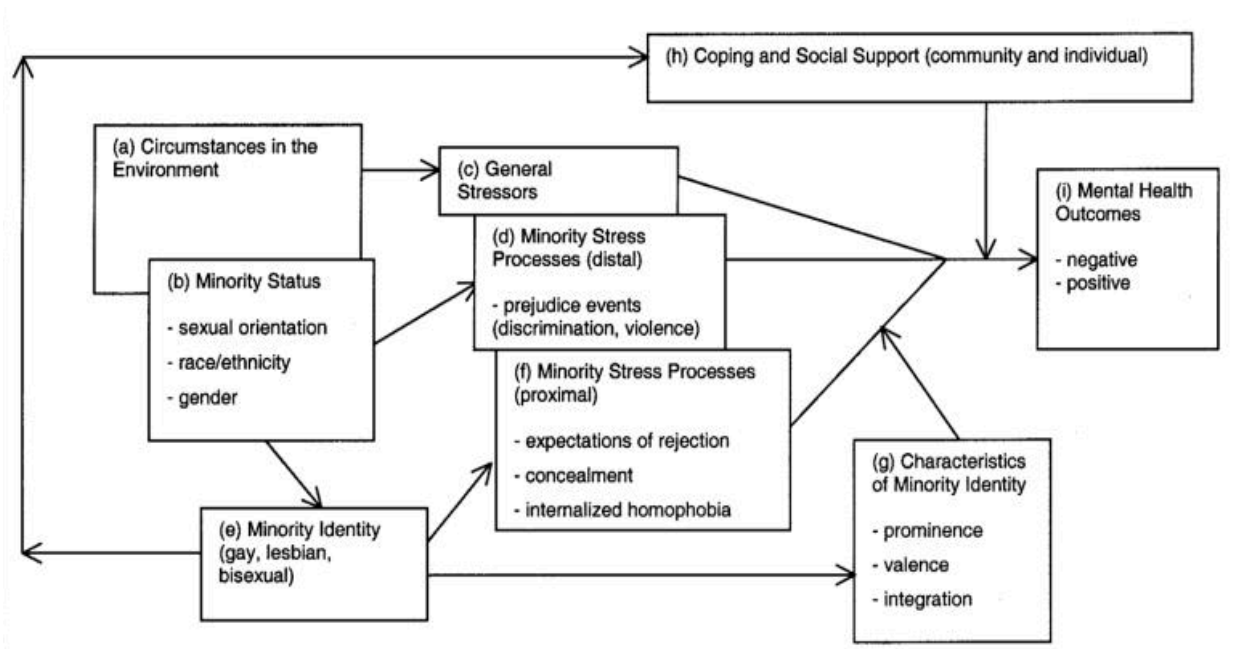 (h) Coping and Social Support (community and individual)
(a) Circumstances in the
Environment
(c) General
Stressors
(i) Mental Health
Outcomes
- negative
- positive
(d) Minority Stress
Processes (distal)
- prejudice events
(discrimination, violence)
(b) Minority Status
- sexual orientation
- race/ethnicity
- gender
(f) Minority Stress Processes
(proximal)
- expectations of rejection
- concealment
- internalized homophobia
(g) Characteristics
of Minority Identity
- prominence
- valence
- integration
(e) Minority Identity
(gay, lesbian,
bisexual)